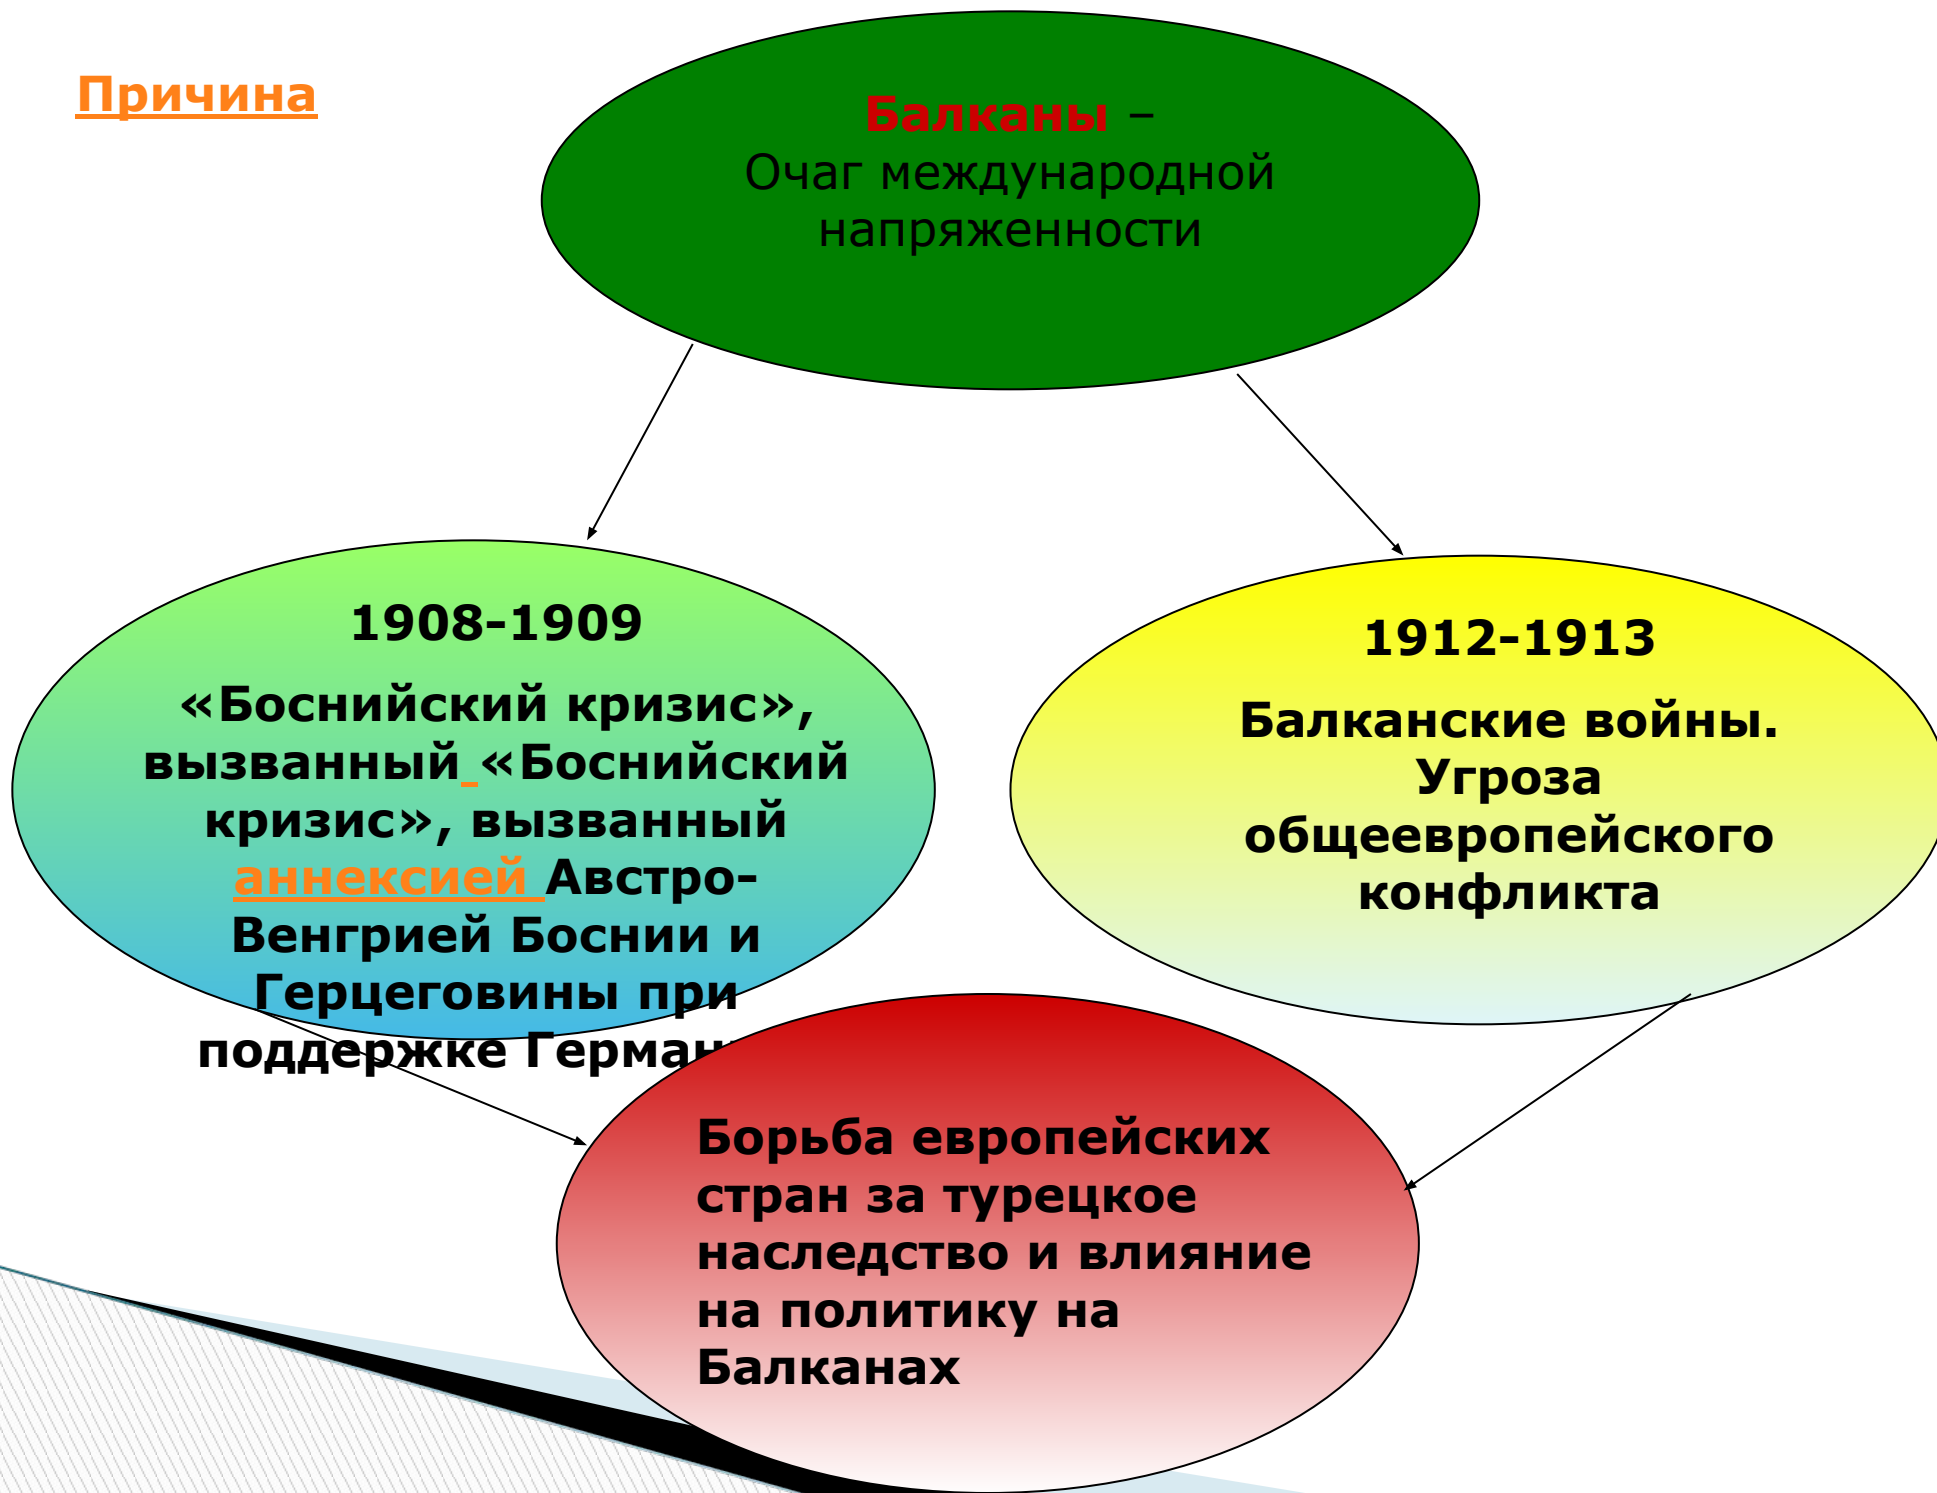 Причина
Балканы –
Очаг международной
напряженности
1908-1909
«Боснийский кризис»,
вызванный «Боснийский
кризис», вызванный
аннексией Австро-
Венгрией Боснии и
Герцеговины при
поддержке
1912-1913
Балканские войны.
Угроза
общеевропейского
конфликта
Борьба европейских
стран за турецкое
наследство и влияние
на политику на
Балканах